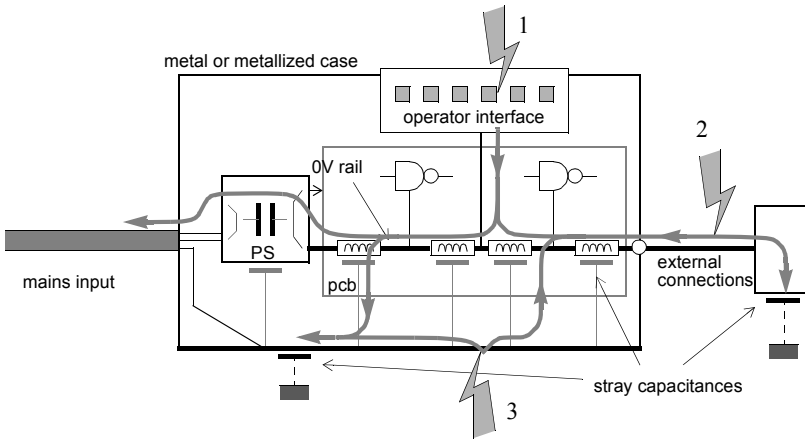 1
metal or metallized case
operator interface
2
0V rail
PS
external
connections
mains input
pcb
stray capacitances
3